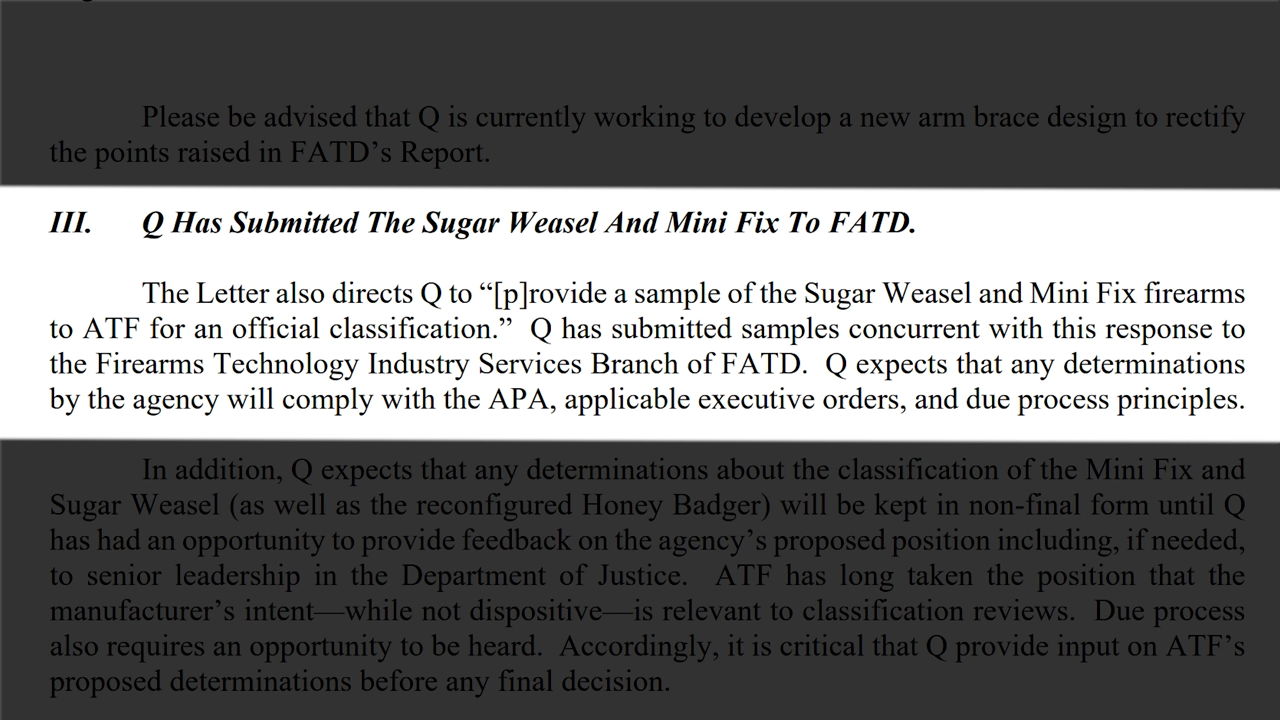 Please be advised that Q is currently working to develop a new arm brace design to rectify
the points raised in FATD’s Report.
III. Q Has Submitted The Sugar Weasel And Mini Fix To FATD.
The Letter also directs Q to “[p]rovide a sample of the Sugar Weasel and Mini Fix firearms
to ATF for an official classification.” Q has submitted samples concurrent with this response to
the Firearms Technology Industry Services Branch of FATD. Q expects that any determinations
by the agency will comply with the APA, applicable executive orders, and due process principles.
In addition, Q expects that any determinations about the classification of the Mini Fix and
Sugar Weasel (as well as the reconfigured Honey Badger) will be kept in non-final form until Q
has had an opportunity to provide feedback on the agency’s proposed position including, if needed,
to senior leadership in the Department of Justice. ATF has long taken the position that the
manufacturer’s intent—while not dispositive—is relevant to classification reviews. Due process
also requires an opportunity to be heard. Accordingly, it is critical that Q provide input on ATF’s
proposed determinations before any final decision.